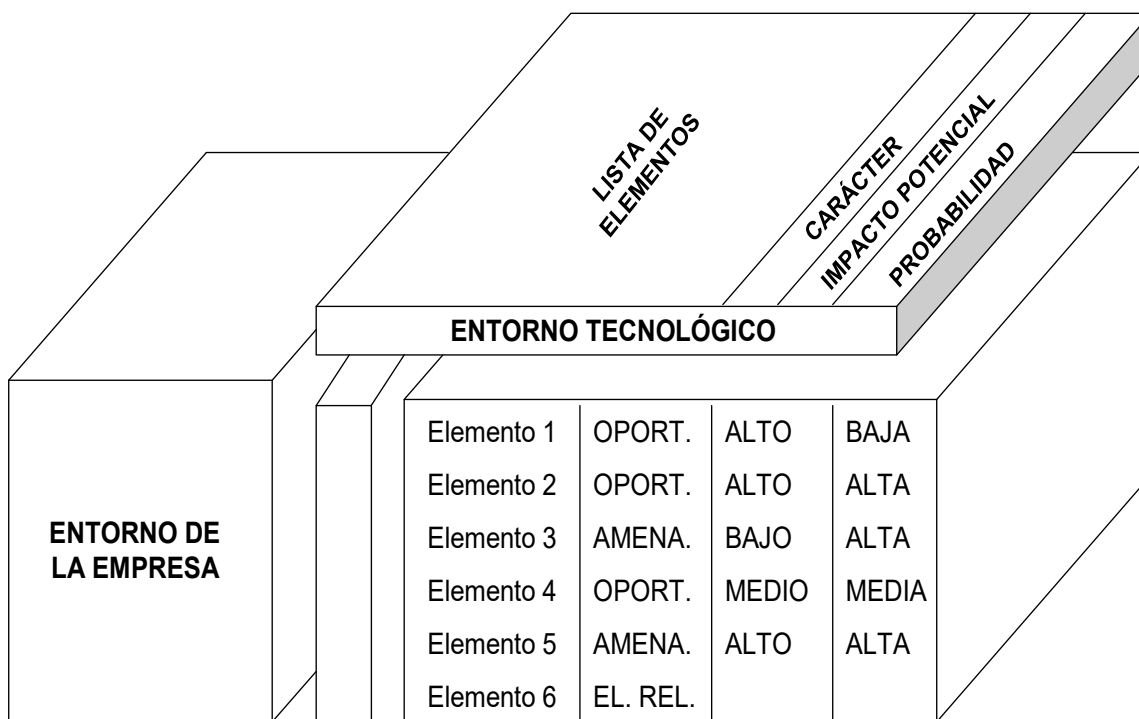 LISTA DE
ELEMENTOS
CARÁCTER
IMPACTO POTENCIAL
PROBABILIDAD
ENTORNO TECNOLÓGICO
ENTORNO DE
LA EMPRESA
Elemento 1 OPORT. ALTO BAJA
Elemento 2 OPORT. ALTO ALTA
Elemento 3 AMENA. BAJO ALTA
Elemento 4 OPORT. MEDIO MEDIA
Elemento 5 AMENA. ALTO ALTA
Elemento 6 EL. REL.